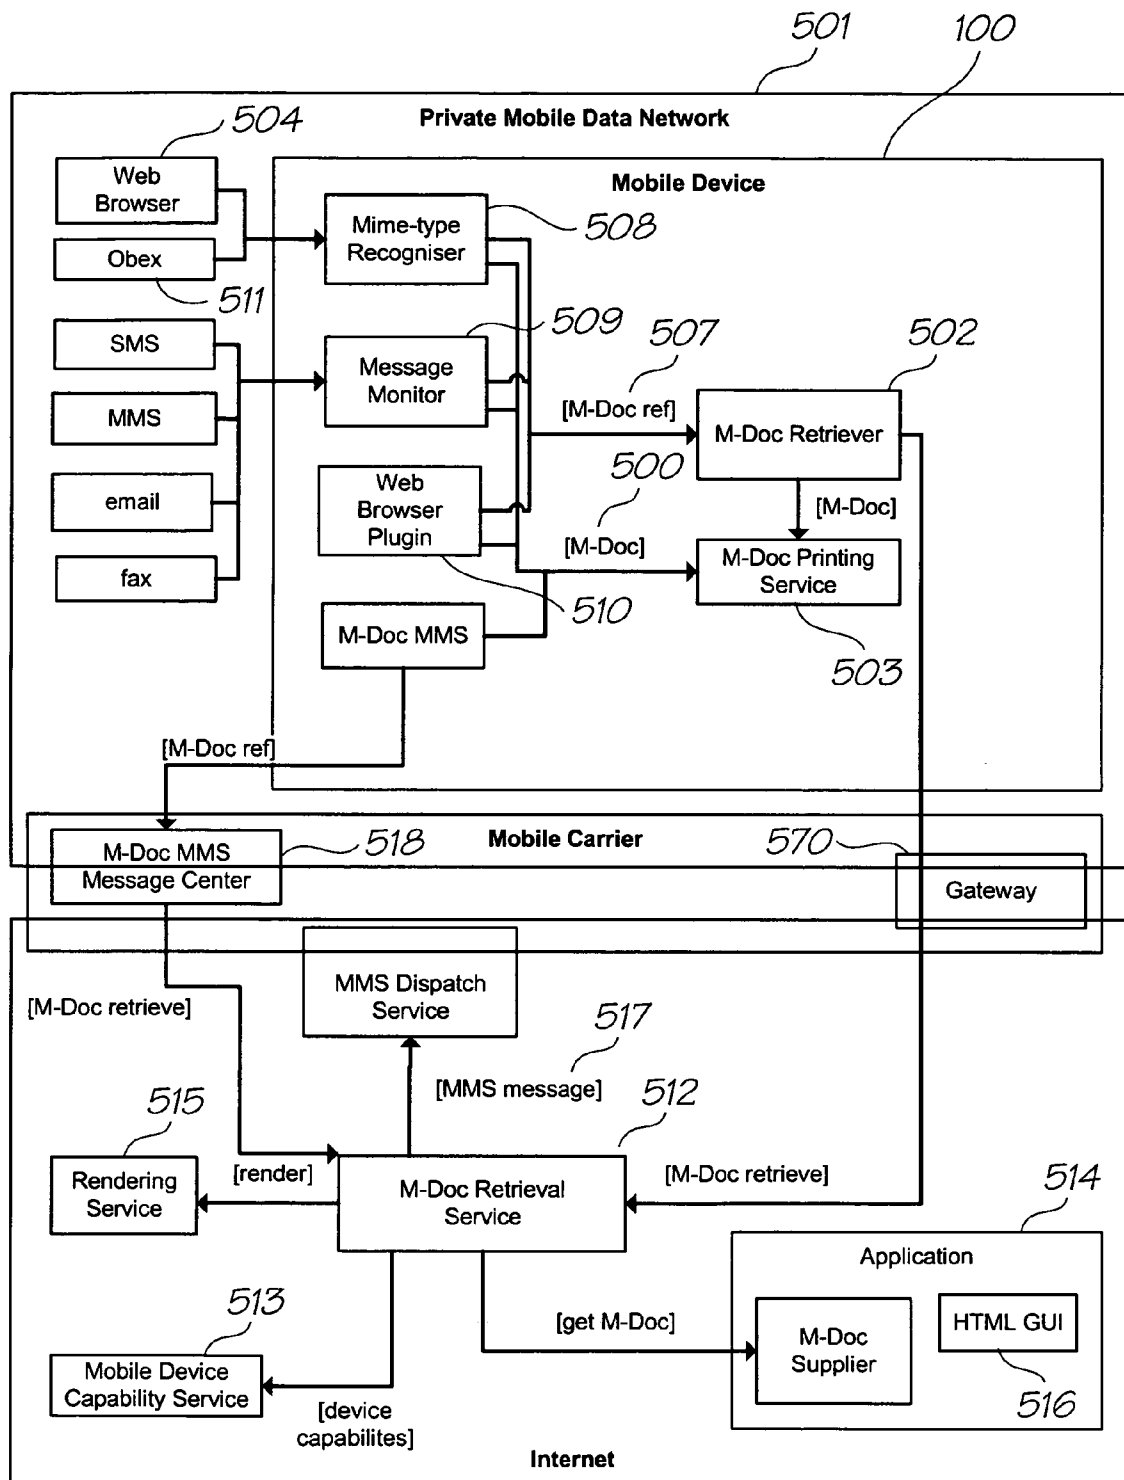 501
100
Private Mobile Data Network
504
Web
Browser
Obex
511
SMS
MMS
email
fax
Mobile Device
Mime-type
Recogniser
508
509
Message
Monitor
507
[M-Doc ref]
502
M-Doc Retriever
Web
Browser
Plugin
500
[M-Doc]
[M-Doc]
510
M-Doc Printing
Service
503
M-Doc MMS
[M-Doc ref]
Mobile Carrier
M-Doc MMS
Message Center
518
570
Gateway
[M-Doc retrieve]
MMS Dispatch
Service
517
[MMS message]
512
515
Rendering
Service
[render]
M-Doc Retrieval
Service
[M-Doc retrieve]
514
Application
513
Mobile Device
Capability Service
[device
capabilites]
[get M-Doc]
M-Doc
Supplier
HTML GUI
516
Internet